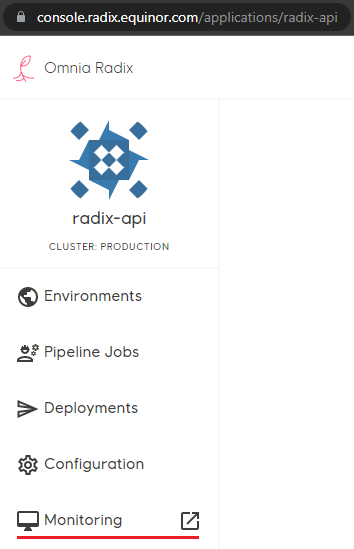 console.radix.equinor.com/applications/radix-api
Omnia Radix
radix-api
CLUSTER: PRODUCTION
Environments
Pipeline Jobs
Deployments
Configuration
Monitoring